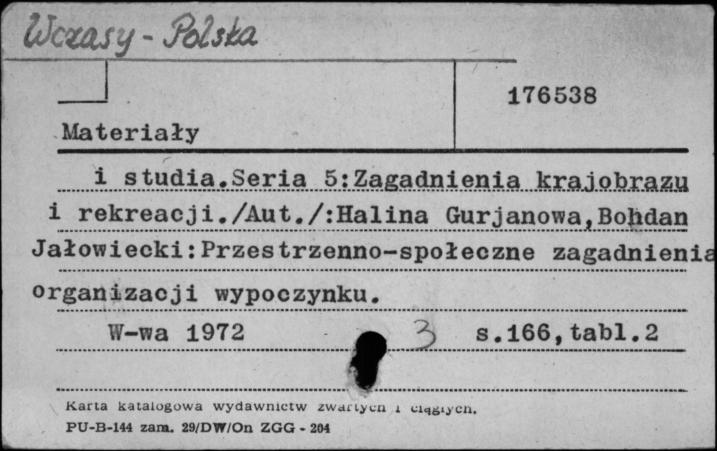 Wczasy - Polska
176538
Materiały
i studia.Seria 5:Zagadnienia krajobrazu
i rekreacji./Aut./:Halina Gurjanowa,Bohdan
Jałowiecki:Przestrzenno-społeczne zagadnienia
organizacji wypoczynku.
W-wa 1972 3 s.166,tabl.2
Karta katalogowa wydawnictw zwartych i ciągłych.
PU-B-144 zam. 29/DW/On ZGG - 204